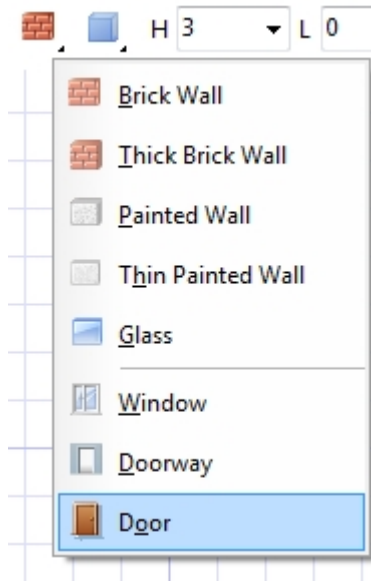 H 3 L 0
Brick Wall
Thick Brick Wall
Painted Wall
Thin Painted Wall
Glass
Window
Doorway
Door